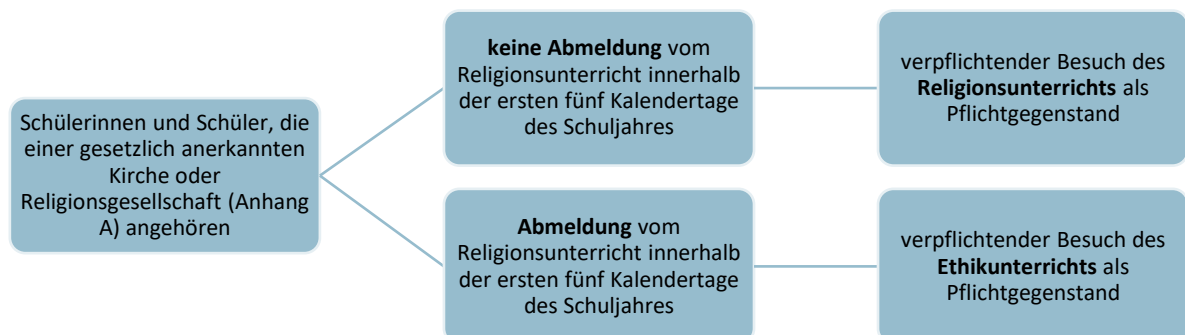 Schülerinnen und Schüler, die
einer gesetzlich anerkannten
Kirche oder
Religionsgesellschaft (Anhang
A) angehören
keine Abmeldung vom
Religionsunterricht innerhalb
der ersten fünf Kalendertage
des Schuljahres
verpflichtender Besuch des
Religionsunterrichts als
Pflichtgegenstand
Abmeldung vom
Religionsunterricht innerhalb
der ersten fünf Kalendertage
des Schuljahres
verpflichtender Besuch des
Ethikunterrichts als
Pflichtgegenstand